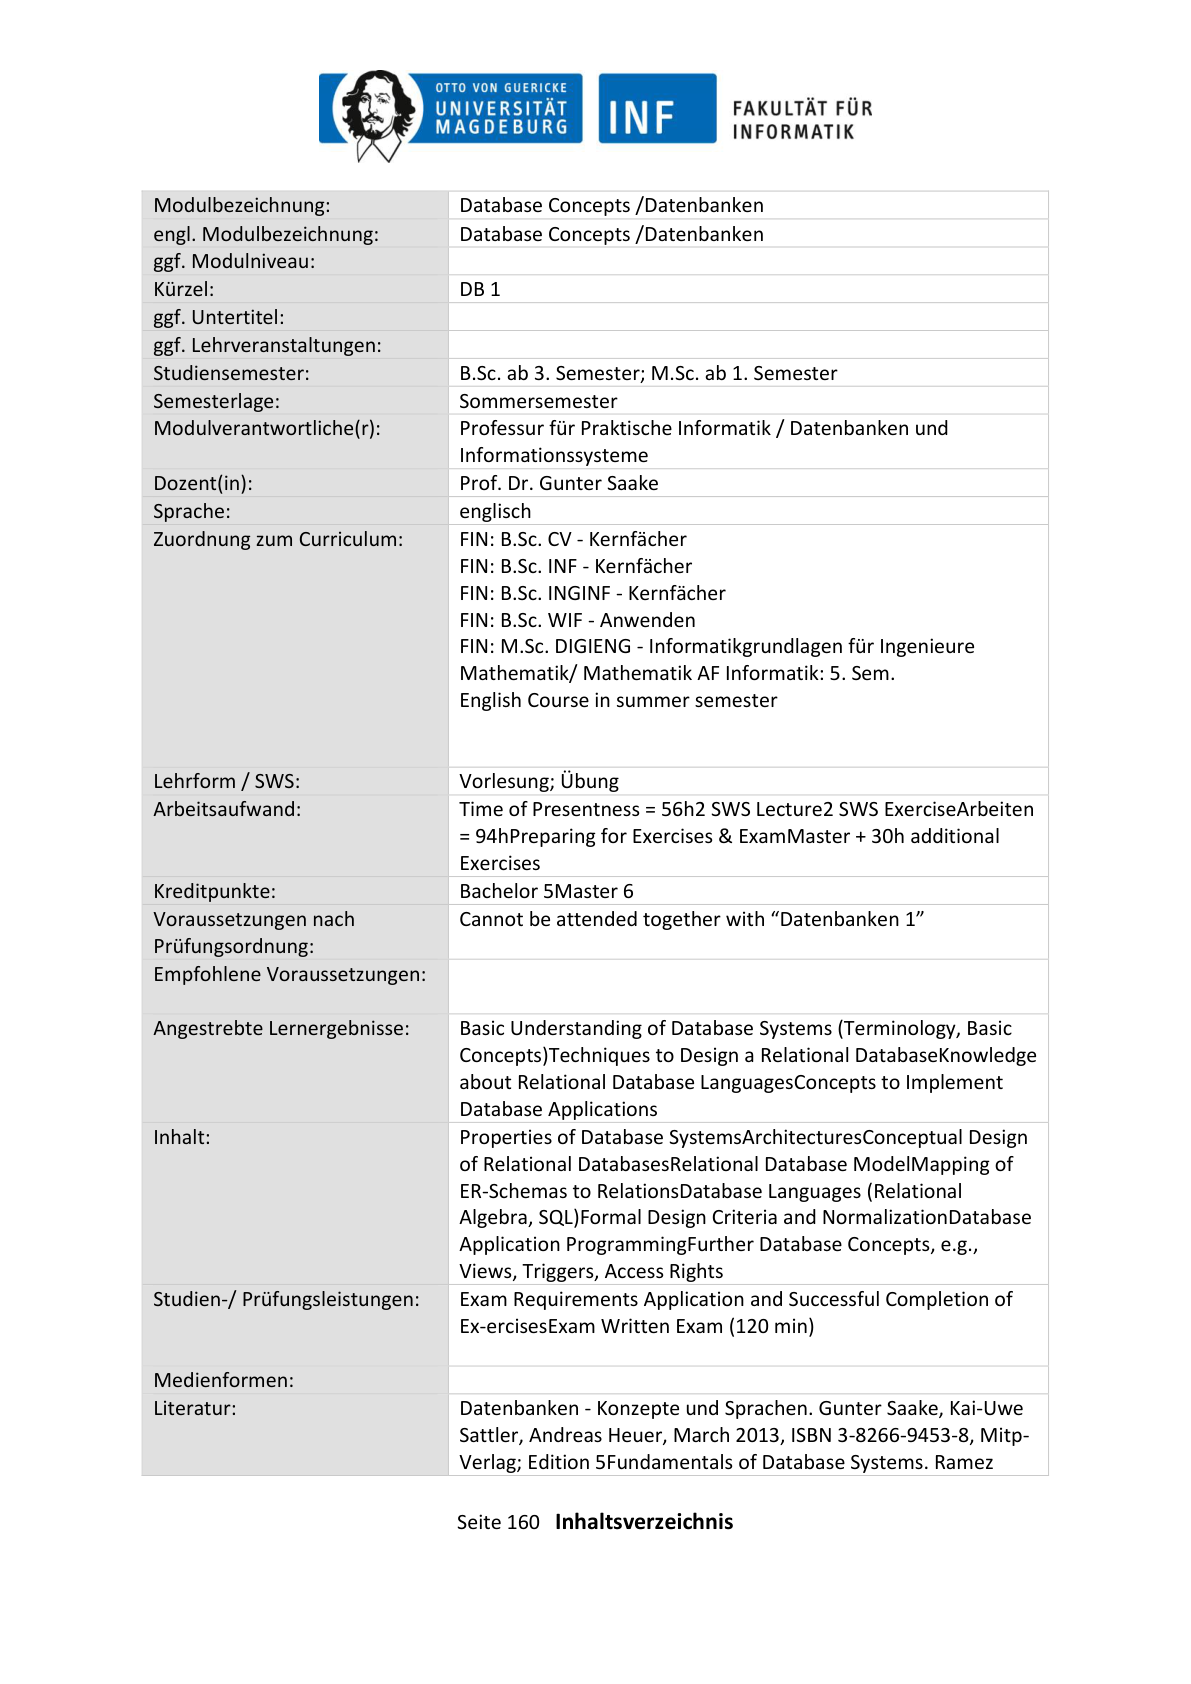 OTTO VON GUERICKE
UNIVERSITÄT
MAGDEBURG
INF
FAKULTÄT FÜR
INFORMATIK
Modulbezeichnung: Database Concepts /Datenbanken
engl. Modulbezeichnung: Database Concepts /Datenbanken
ggf. Modulniveau:
Kürzel: DB 1
ggf. Untertitel:
ggf. Lehrveranstaltungen:
Studiensemester: B.Sc. ab 3. Semester; M.Sc. ab 1. Semester
Semesterlage: Sommersemester
Modulverantwortliche(r): Professur für Praktische Informatik / Datenbanken und
Informationssysteme
Dozent(in): Prof. Dr. Gunter Saake
Sprache: englisch
Zuordnung zum Curriculum: FIN: B.Sc. CV - Kernfächer
FIN: B.Sc. INF - Kernfächer
FIN: B.Sc. INGINF - Kernfächer
FIN: B.Sc. WIF - Anwenden
FIN: M.Sc. DIGIENG - Informatikgrundlagen für Ingenieure
Mathematik/ Mathematik AF Informatik: 5. Sem.
English Course in summer semester
Lehrform / SWS: Vorlesung; Übung
Arbeitsaufwand: Time of Presentness = 56h2 SWS Lecture2 SWS ExerciseArbeiten
= 94hPreparing for Exercises & ExamMaster + 30h additional
Exercises
Kreditpunkte: Bachelor 5Master 6
Voraussetzungen nach Cannot be attended together with “Datenbanken 1”
Prüfungsordnung:
Empfohlene Voraussetzungen:
Angestrebte Lernergebnisse: Basic Understanding of Database Systems (Terminology, Basic
Concepts)Techniques to Design a Relational DatabaseKnowledge
about Relational Database LanguagesConcepts to Implement
Database Applications
Inhalt: Properties of Database SystemsArchitecturesConceptual Design
of Relational DatabasesRelational Database ModelMapping of
ER-Schemas to RelationsDatabase Languages (Relational
Algebra, SQL)Formal Design Criteria and NormalizationDatabase
Application ProgrammingFurther Database Concepts, e.g.,
Views, Triggers, Access Rights
Studien-/ Prüfungsleistungen: Exam Requirements Application and Successful Completion of
Ex-ercisesExam Written Exam (120 min)
Medienformen:
Literatur: Datenbanken - Konzepte und Sprachen. Gunter Saake, Kai-Uwe
Sattler, Andreas Heuer, March 2013, ISBN 3-8266-9453-8, Mitp-
Verlag; Edition 5Fundamentals of Database Systems. Ramez
Seite 160 Inhaltsverzeichnis